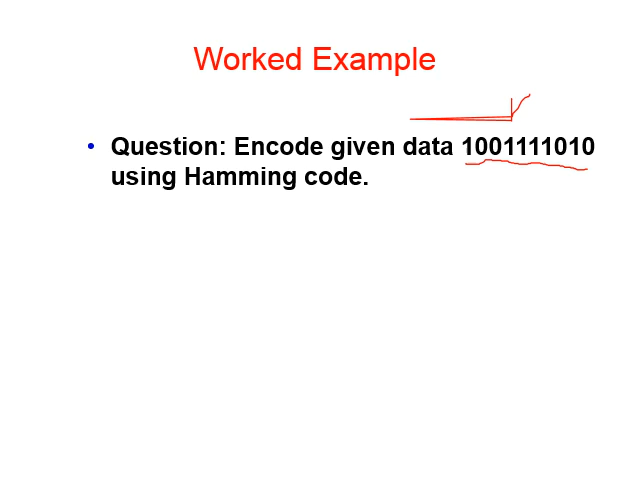 Worked Example
• Question: Encode given data 1001111010
using Hamming code.